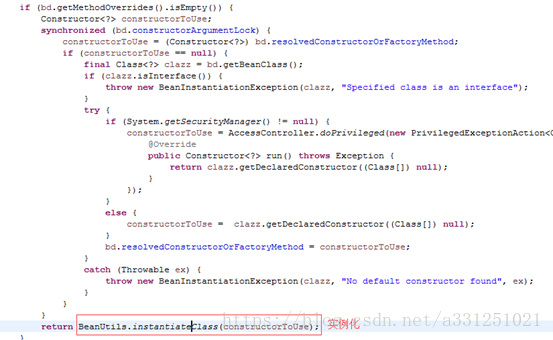 if (bd.getMethodOverrides().isEmpty()) {
Constructor<?> constructorToUse;
synchronized (bd.constructorArgumentLock) {
constructorToUse = (Constructor<?>) bd.resolvedConstructorOrFactoryMethod;
if (constructorToUse == null) {
final Class<?> clazz = bd.getBeanClass();
if (clazz.isInterface()) {
throw new BeanInstantiationException(clazz, "Specified class is an interface");
}
try {
if (System.getSecurityManager() != null) {
constructorToUse = AccessController.doPrivileged(new PrivilegedExceptionAction<C
@Override
public Constructor<?> run() throws Exception {
return clazz.getDeclaredConstructor((Class[]) null);
}
});
}
else {
constructorToUse = clazz.getDeclaredConstructor((Class[]) null);
}
bd.resolvedConstructorOrFactoryMethod = constructorToUse;
}
catch (Throwable ex) {
throw new BeanInstantiationException(clazz, "No default constructor found", ex);
}
}
}
return BeanUtils.instantiateClass(constructorToUse); 实例化
https://blog.csdn.net/a331251021
}